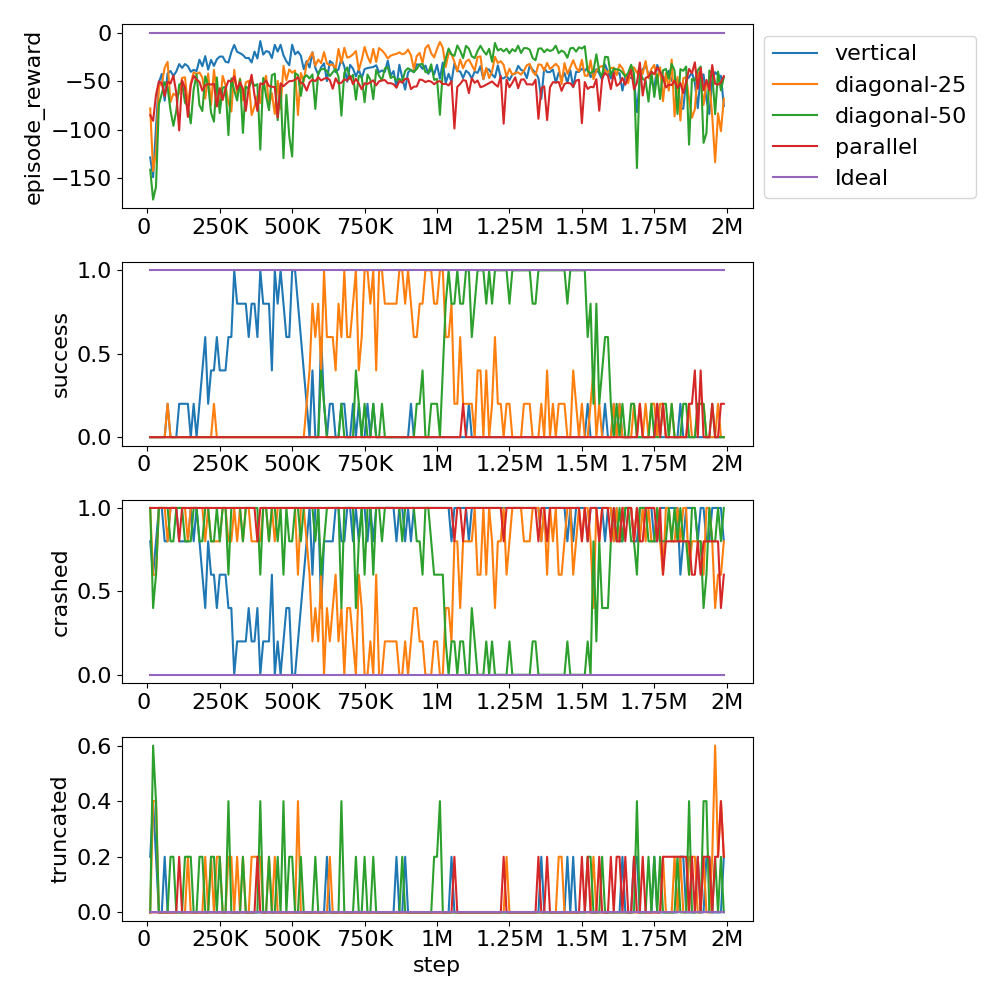 0
−50
−100
−150
episode_reward
0 250K 500K 750K 1M 1.25M 1.5M 1.75M 2M
vertical
diagonal-25
diagonal-50
parallel
Ideal
1.0
0.5
0.0
success
0 250K 500K 750K 1M 1.25M 1.5M 1.75M 2M
1.0
0.5
0.0
crashed
0 250K 500K 750K 1M 1.25M 1.5M 1.75M 2M
0.6
0.4
0.2
0.0
truncated
0 250K 500K 750K 1M 1.25M 1.5M 1.75M 2M
step